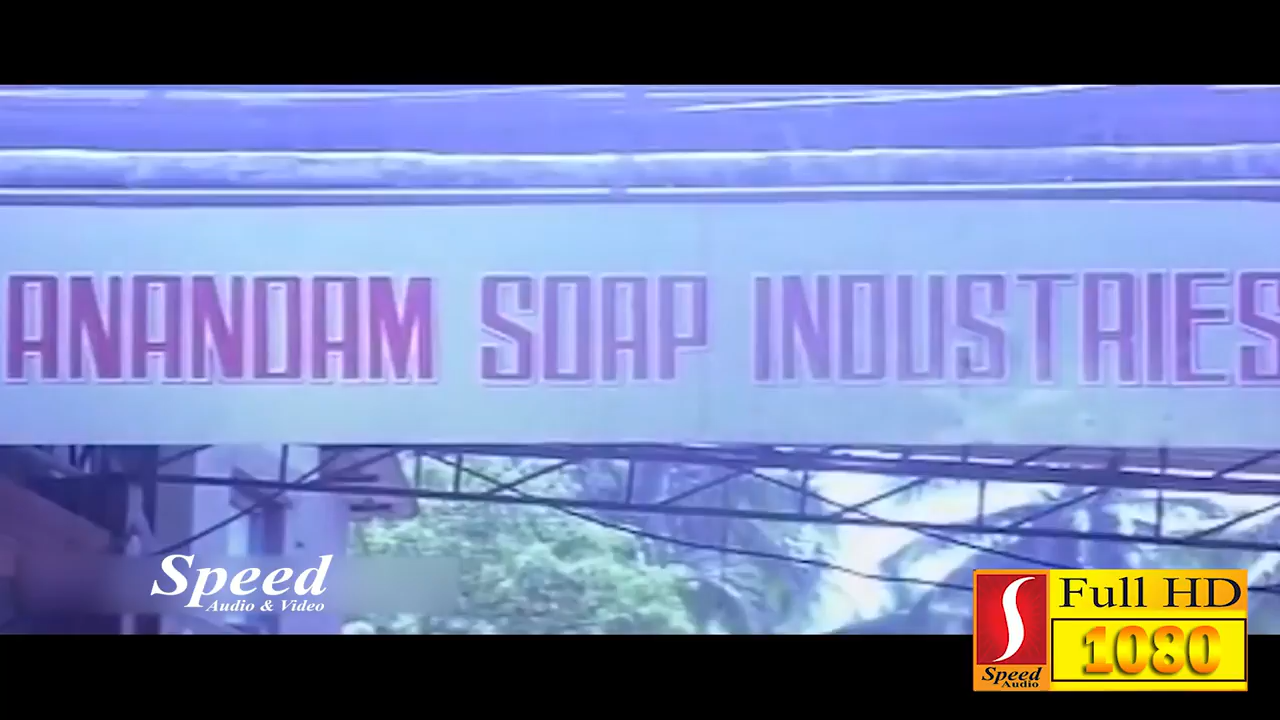 ANANDAM SOAP INDUSTRIES
Speed
Audio & Video
Full HD
1080
Speed
Audio